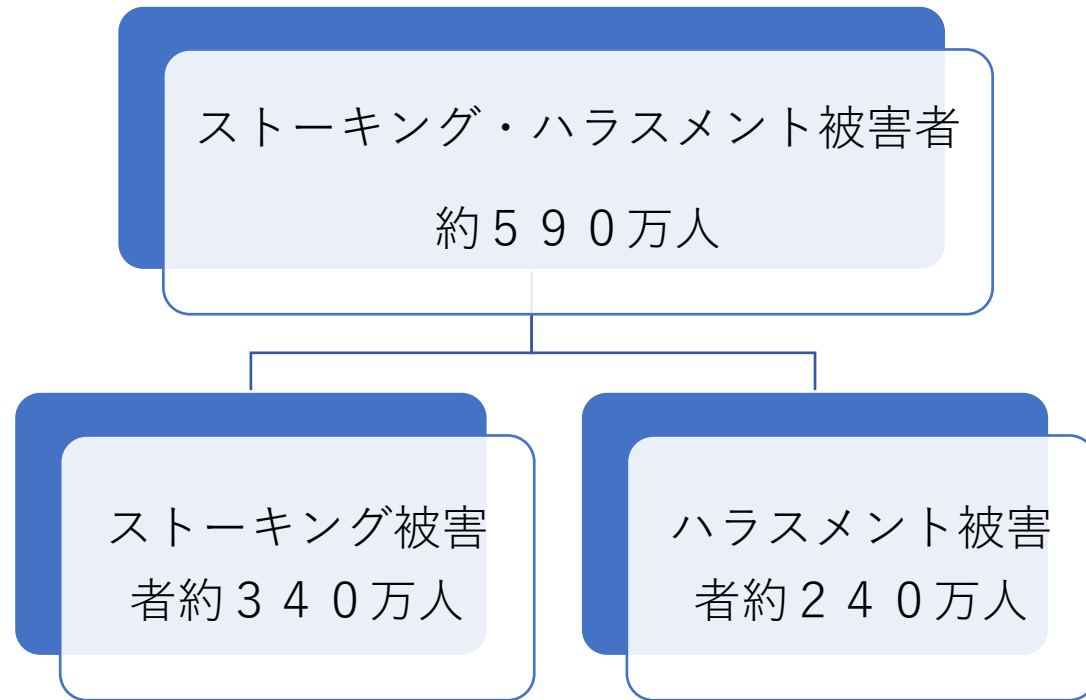 ストーキング・ハラスメント被害者
約５９０万人
ストーキング被害
者約３４０万人
ハラスメント被害
者約２４０万人